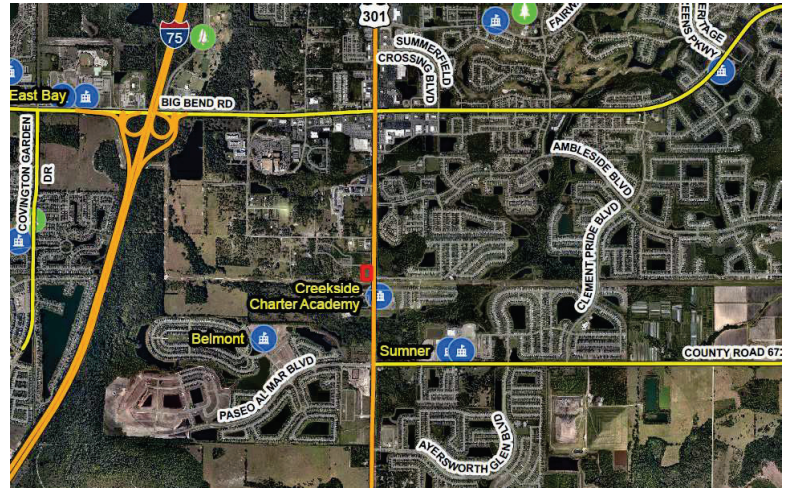 301
75
FAIRW
HERITAGE
GREENS PKWY
SUMMERFIELD
CROSSING BLVD
East Bay
BIG BEND RD
COVINGTON GARDEN
DR
AMBLESIDE BLVD
CLEMENT PRIDE BLVD
Creekside
Charter Academy
Belmont
Sumner
COUNTY ROAD 672
PASEO AL MAR BLVD
AYERSWORTH GLEN BLVD